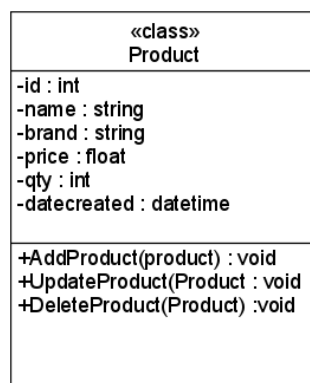 «class»
Product
-id : int
-name : string
-brand : string
-price : float
-qty : int
-datecreated : datetime
+AddProduct(product) : void
+UpdateProduct(Product : void
+DeleteProduct(Product) :void